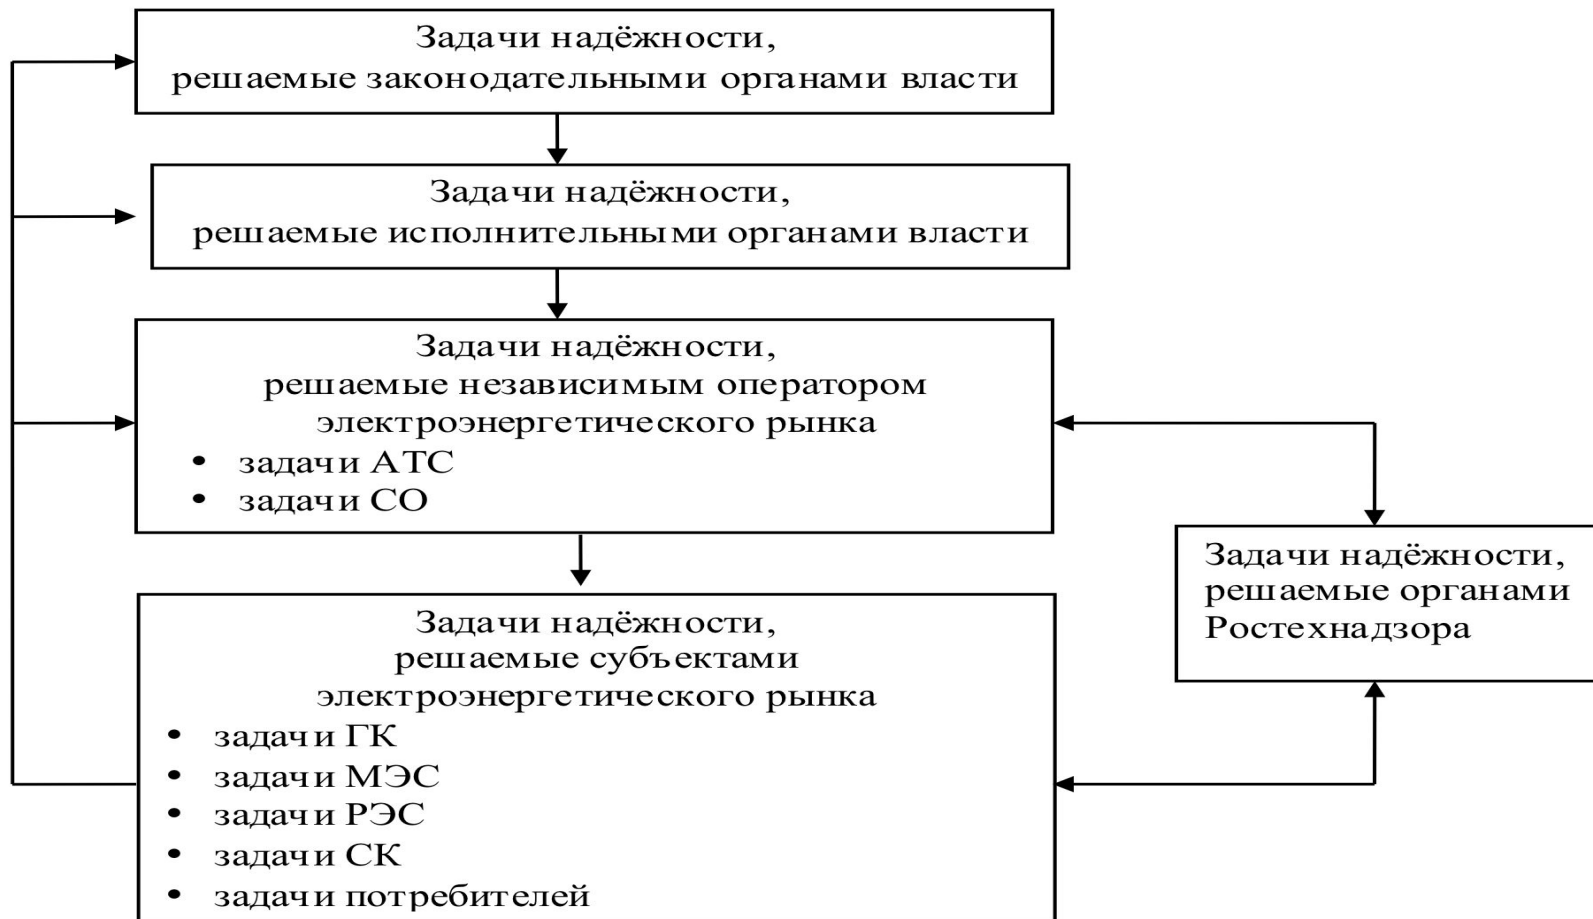 Задачи надёжности,
решаемые законодательными органами власти
Задачи надёжности,
решаемые исполнительными органами власти
Задачи надёжности,
решаемые независимым оператором
электроэнергетического рынка
• задачи АТС
• задачи СО
Задачи надёжности,
решаемые органами
Ростехнадзора
Задачи надёжности,
решаемые субъектами
электроэнергетического рынка
• задачи ГК
• задачи МЭС
• задачи РЭС
• задачи СК
• задачи потребителей